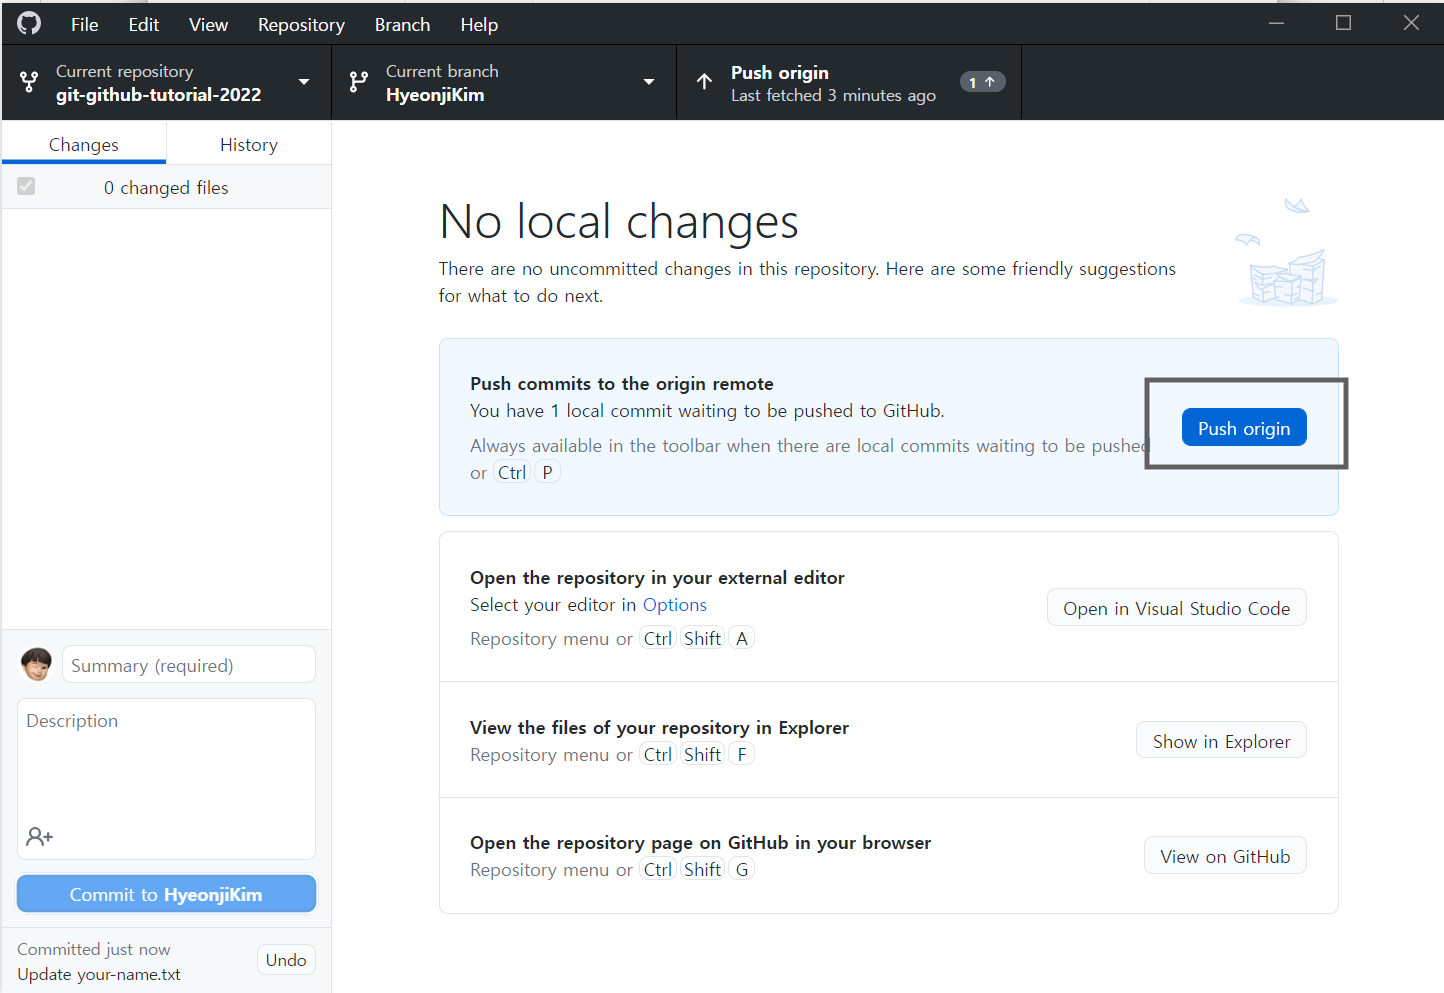 File Edit View Repository Branch Help
Current repository
git-github-tutorial-2022
Current branch
HyeonjiKim
Push origin
Last fetched 3 minutes ago
1
Changes History
0 changed files
No local changes
There are no uncommitted changes in this repository. Here are some friendly suggestions
for what to do next.
Push commits to the origin remote
You have 1 local commit waiting to be pushed to GitHub.
Always available in the toolbar when there are local commits waiting to be pushed
or Ctrl P
Push origin
Open the repository in your external editor
Select your editor in Options
Repository menu or Ctrl Shift A
Open in Visual Studio Code
View the files of your repository in Explorer
Repository menu or Ctrl Shift F
Show in Explorer
Open the repository page on GitHub in your browser
Repository menu or Ctrl Shift G
View on GitHub
Summary (required)
Description
Commit to HyeonjiKim
Committed just now
Update your-name.txt
Undo